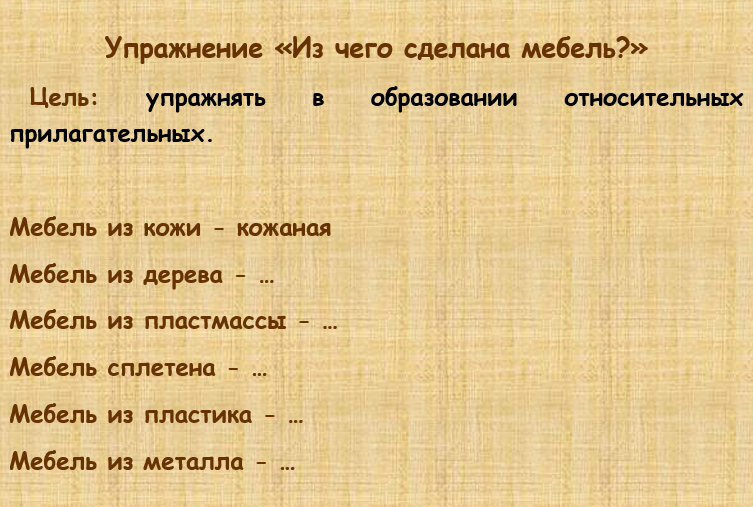 Упражнение «Из чего сделана мебель?»
Цель: упражнять в образовании относительных
прилагательных.
Мебель из кожи – кожаная
Мебель из дерева – …
Мебель из пластмассы – …
Мебель сплетена – …
Мебель из пластика – …
Мебель из металла – …